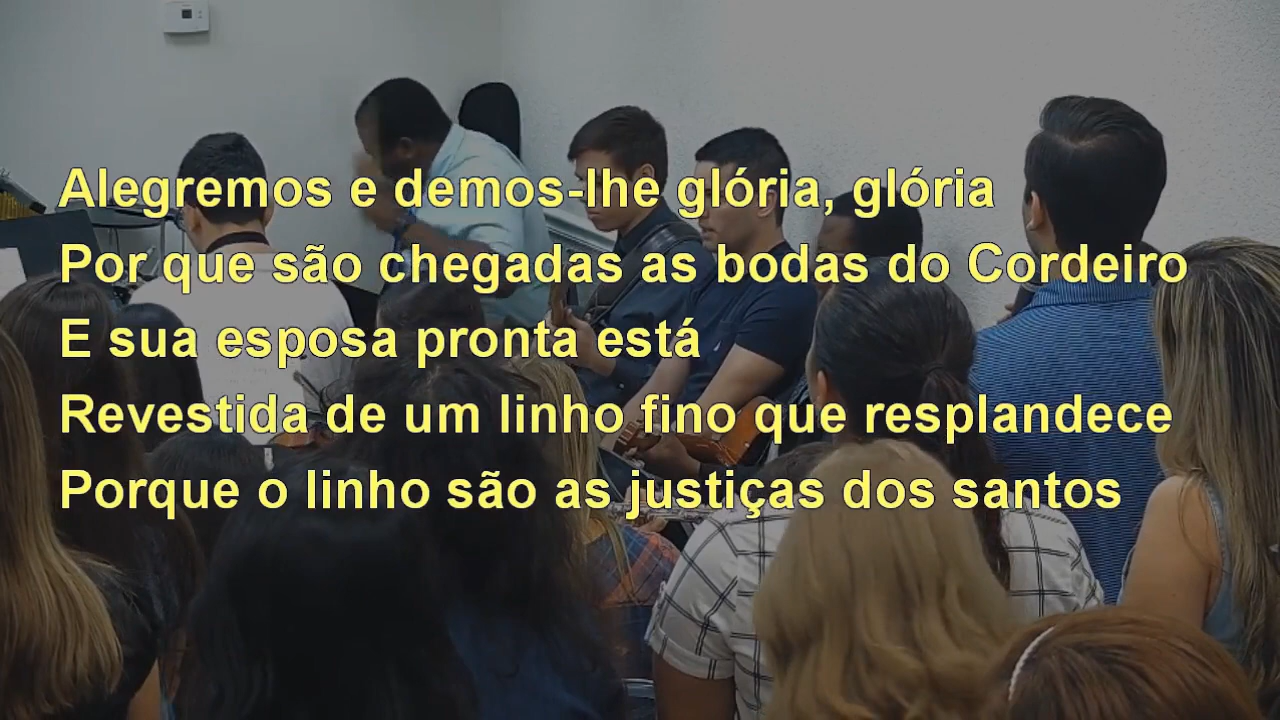 Alegremos e demos-lhe glória, glória
Por que são chegadas as bodas do Cordeiro
E sua esposa pronta está
Revestida de um linho fino que resplandece
Porque o linho são as justiças dos santos